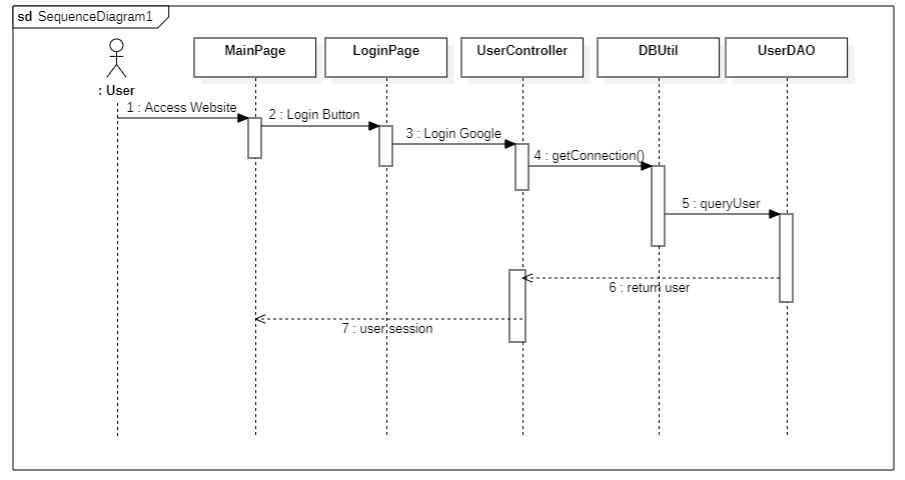 sd SequenceDiagram1
MainPage
LoginPage
UserController
DBUtil
UserDAO
: User
1 : Access Website
2 : Login Button
3 : Login Google
4 : getConnection()
5 : queryUser
6 : return user
7 : user session